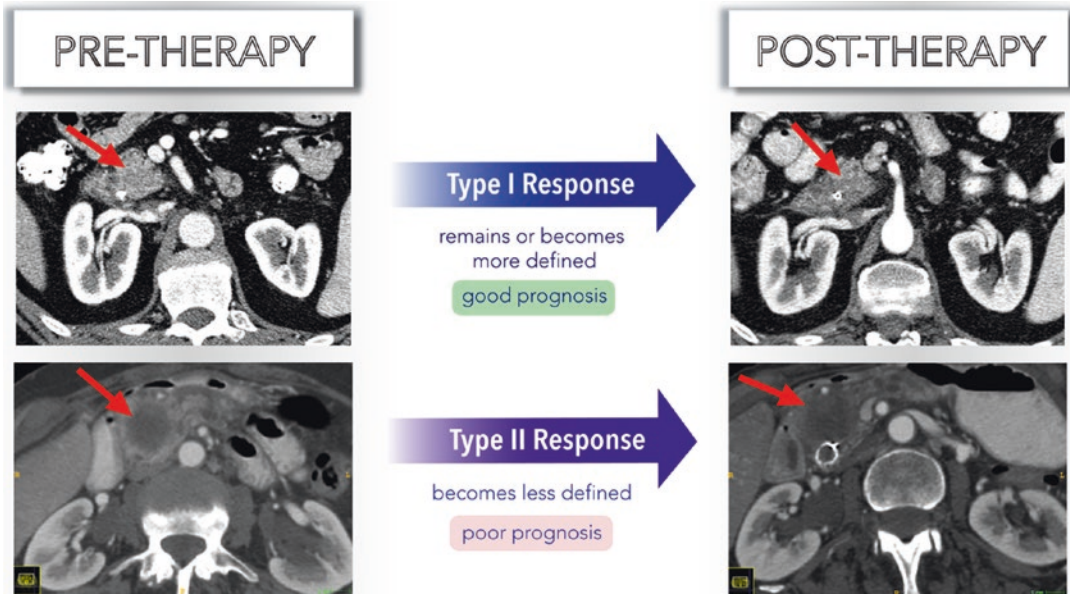 PRE-THERAPY
POST-THERAPY
Type I Response
remains or becomes
more defined
good prognosis
Type II Response
becomes less defined
poor prognosis
R
L
R
L